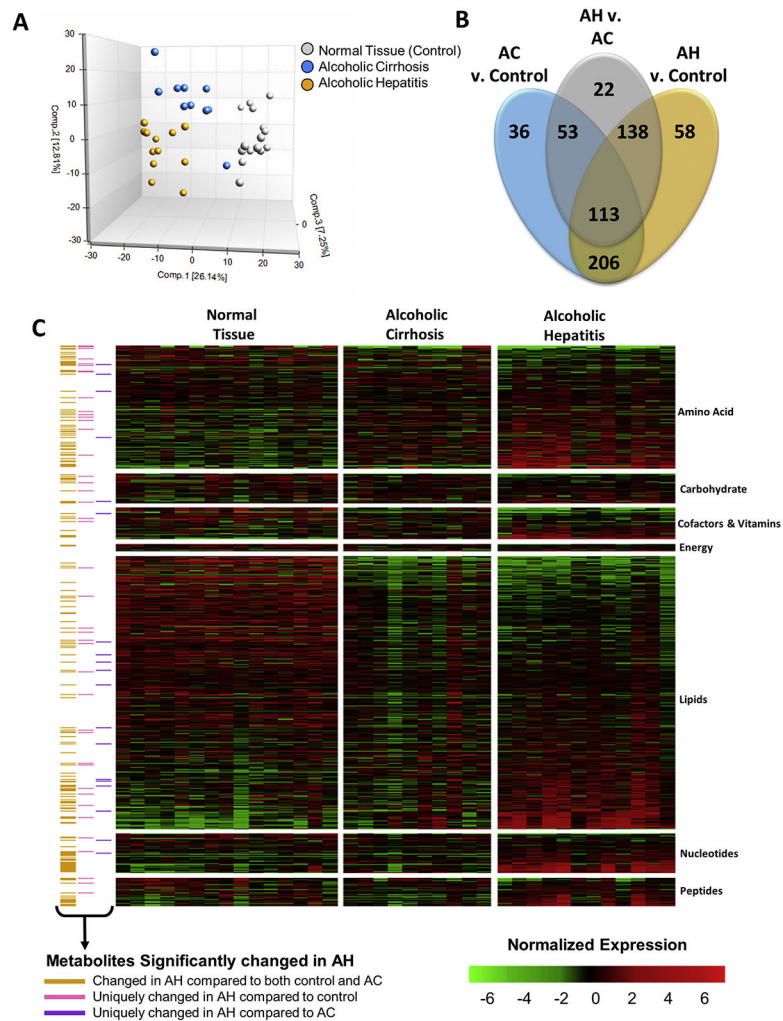 A
Normal Tissue (Control)
Alcoholic Cirrhosis
Alcoholic Hepatitis
30
20
10
0
-10
-20
-30
Comp.2 [12.81%]
-30
-20
-10
0
10
20
30
Comp.1 [26.14%]
0
Comp.3 [7.25%]
B
AH v.
AC
AC
v. Control
AH
v. Control
22
36
53
138
58
113
206
C
Normal
Tissue
Alcoholic
Cirrhosis
Alcoholic
Hepatitis
Amino Acid
Carbohydrate
Cofactors & Vitamins
Energy
Lipids
Nucleotides
Peptides
Metabolites Significantly changed in AH
Changed in AH compared to both control and AC
Uniquely changed in AH compared to control
Uniquely changed in AH compared to AC
Normalized Expression
-6 -4 -2 0 2 4 6